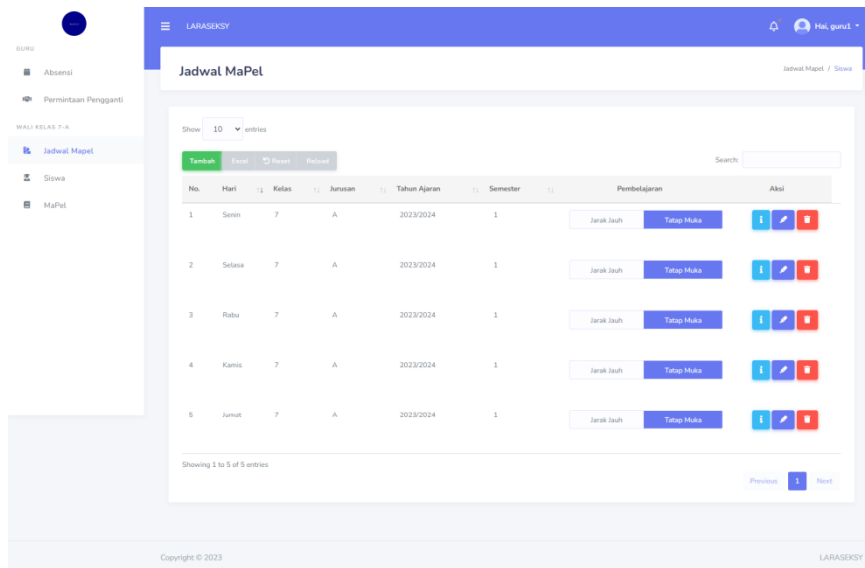 LARASEKSY
Hai, guru1
GURU
Absensi
Permintaan Pengganti
WALI KELAS 7-A
Jadwal Mapel
Siswa
MaPel
Jadwal MaPel
Jadwal Mapel / Siswa
Show 10 entries
Tambah Excel Reset Reload
Search:
No. Hari Kelas Jurusan Tahun Ajaran Semester Pembelajaran Aksi
1 Senin 7 A 2023/2024 1 Jarak Jauh Tatap Muka
2 Selasa 7 A 2023/2024 1 Jarak Jauh Tatap Muka
3 Rabu 7 A 2023/2024 1 Jarak Jauh Tatap Muka
4 Kamis 7 A 2023/2024 1 Jarak Jauh Tatap Muka
5 Jumat 7 A 2023/2024 1 Jarak Jauh Tatap Muka
Showing 1 to 5 of 5 entries
Previous 1 Next
Copyright © 2023
LARASEKSY